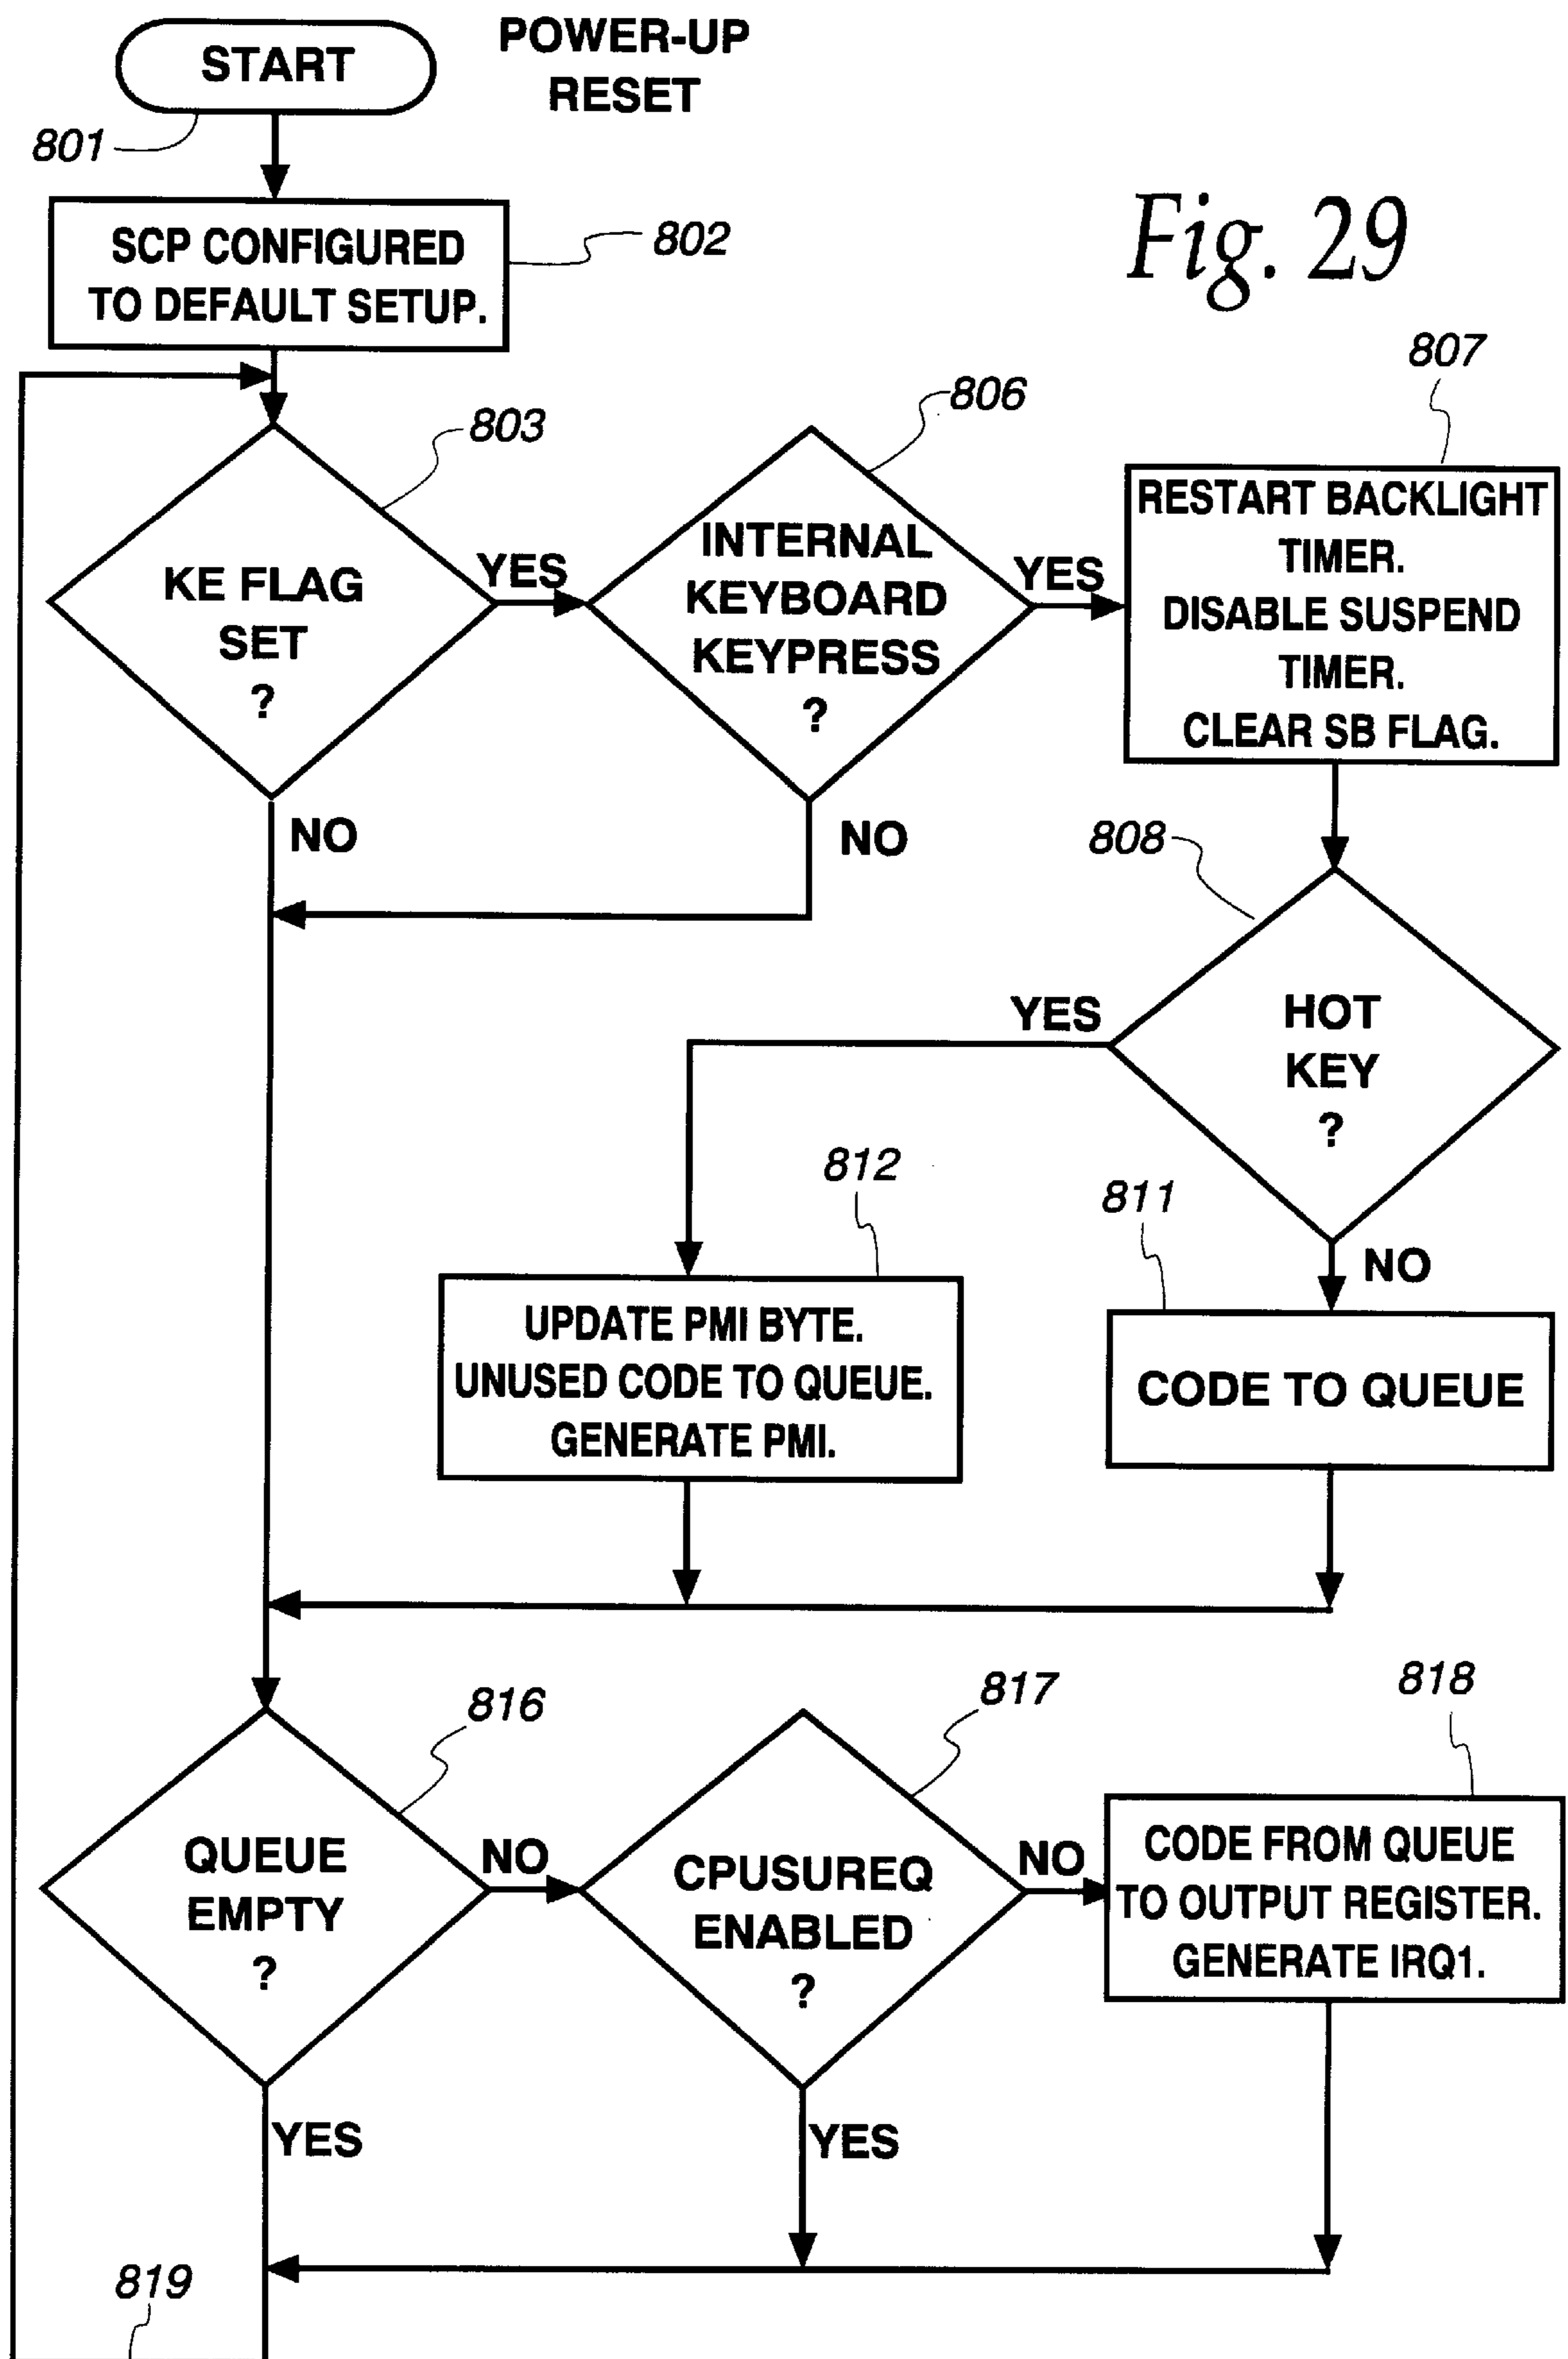 START
POWER-UP
RESET
801
SCP CONFIGURED
TO DEFAULT SETUP.
802
Fig. 29
803
KE FLAG
SET
?
YES
NO
806
INTERNAL
KEYBOARD
KEYPRESS
?
YES
NO
807
RESTART BACKLIGHT
TIMER.
DISABLE SUSPEND
TIMER.
CLEAR SB FLAG.
808
HOT
KEY
?
YES
NO
812
UPDATE PMI BYTE.
UNUSED CODE TO QUEUE.
GENERATE PMI.
811
CODE TO QUEUE
816
QUEUE
EMPTY
?
NO
YES
817
CPUSUREQ
ENABLED
?
NO
YES
818
CODE FROM QUEUE
TO OUTPUT REGISTER.
GENERATE IRQ1.
819